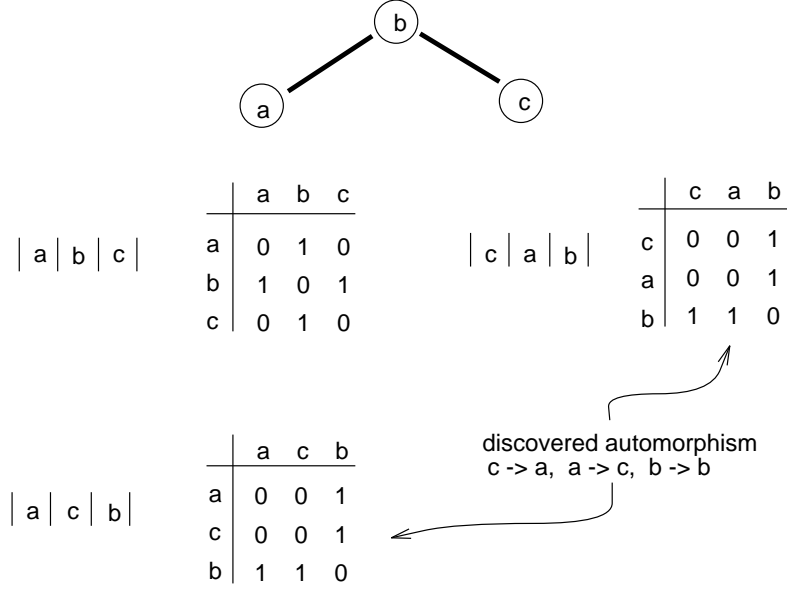 b
a
c
a b c
a 0 1 0
b 1 0 1
c 0 1 0
| a | b | c |
c a b
c 0 0 1
a 0 0 1
b 1 1 0
| c | a | b |
discovered automorphism
c -> a, a -> c, b -> b
a c b
a 0 0 1
c 0 0 1
b 1 1 0
| a | c | b |